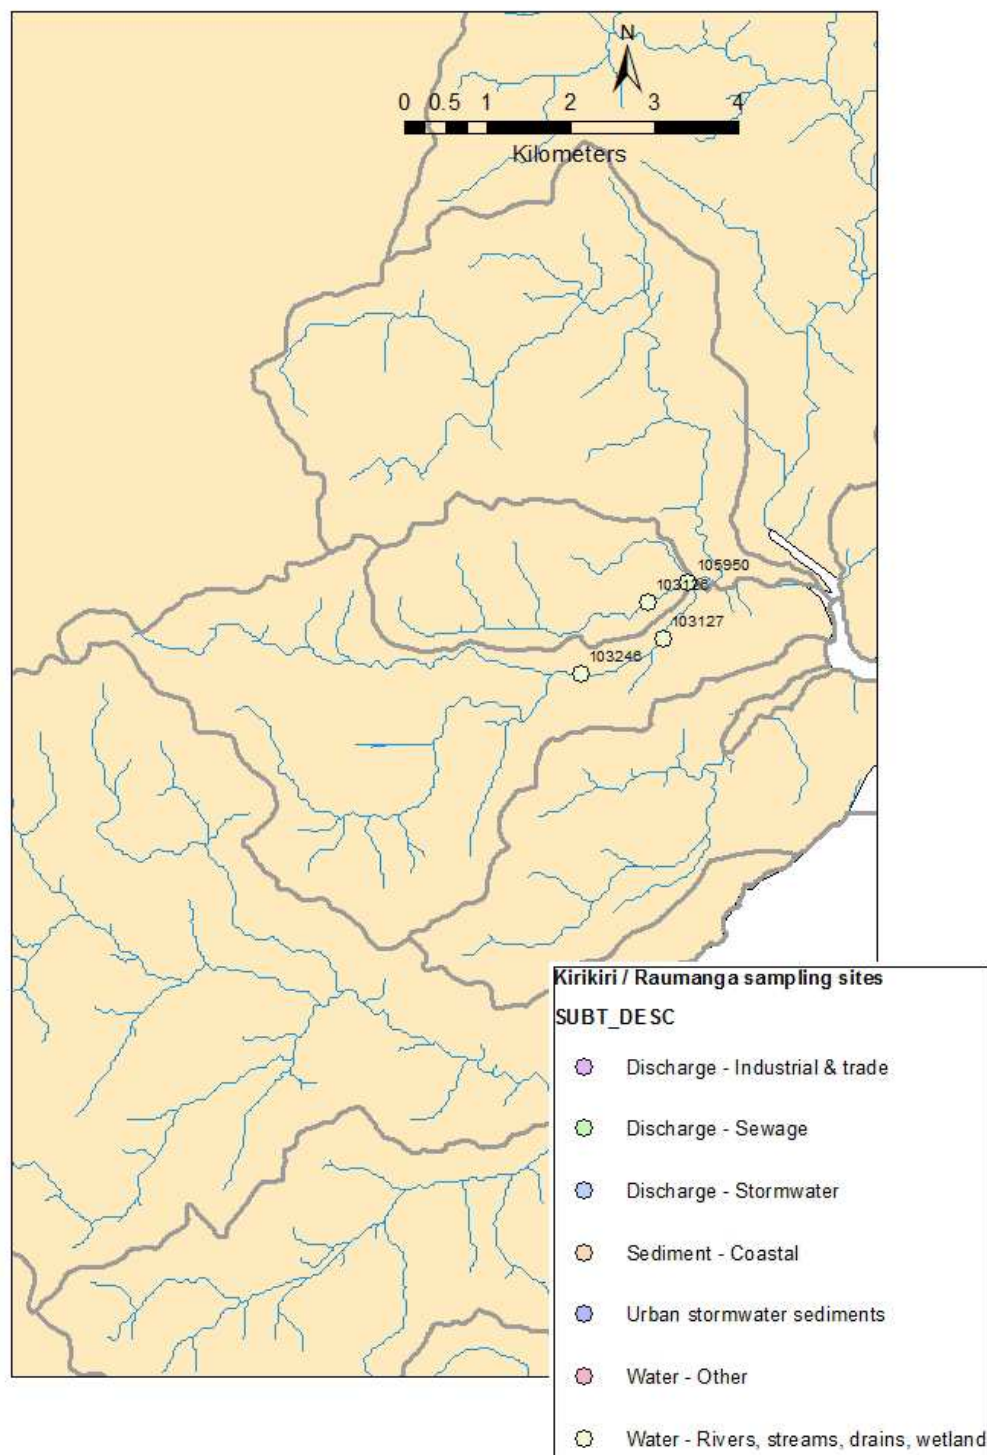 N
0 0.5 1 2 3 4
Kilometers
105950
103126
103127
103246
Kirikiri / Raumanga sampling sites
SUBT_DESC
Discharge - Industrial & trade
Discharge - Sewage
Discharge - Stormwater
Sediment - Coastal
Urban stormwater sediments
Water - Other
Water - Rivers, streams, drains, wetland